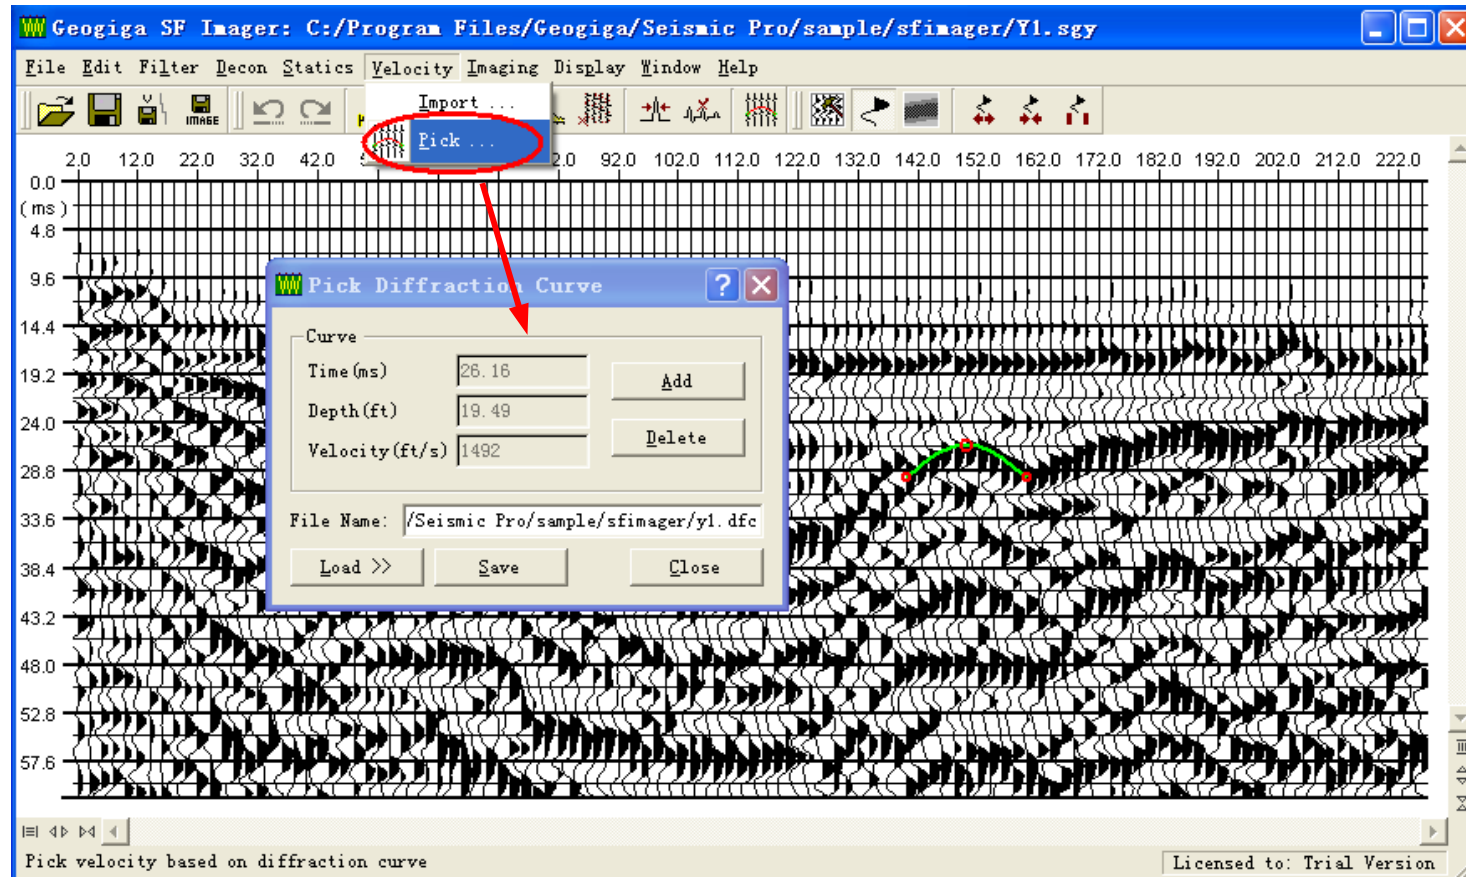 Geogiga SF Imager: C:/Program Files/Geogiga/Seismic Pro/sample/sfimager/Y1.sgy
File Edit Filter Decon Statics Velocity Imaging Display Window Help
IMAGE
Import ...
Pick ...
2.0 12.0 22.0 32.0 42.0 2.0 92.0 102.0 112.0 122.0 132.0 142.0 152.0 162.0 172.0 182.0 192.0 202.0 212.0 222.0
0.0
(ms)
4.8
9.6
14.4
19.2
24.0
28.8
33.6
38.4
43.2
48.0
52.8
57.6
Pick Diffraction Curve
Curve
Time(ms) 26.16
Add
Depth(ft) 19.49
Delete
Velocity(ft/s) 1492
File Name: /Seismic Pro/sample/sfimager/y1.dfc
Load >> Save Close
Pick velocity based on diffraction curve
Licensed to: Trial Version